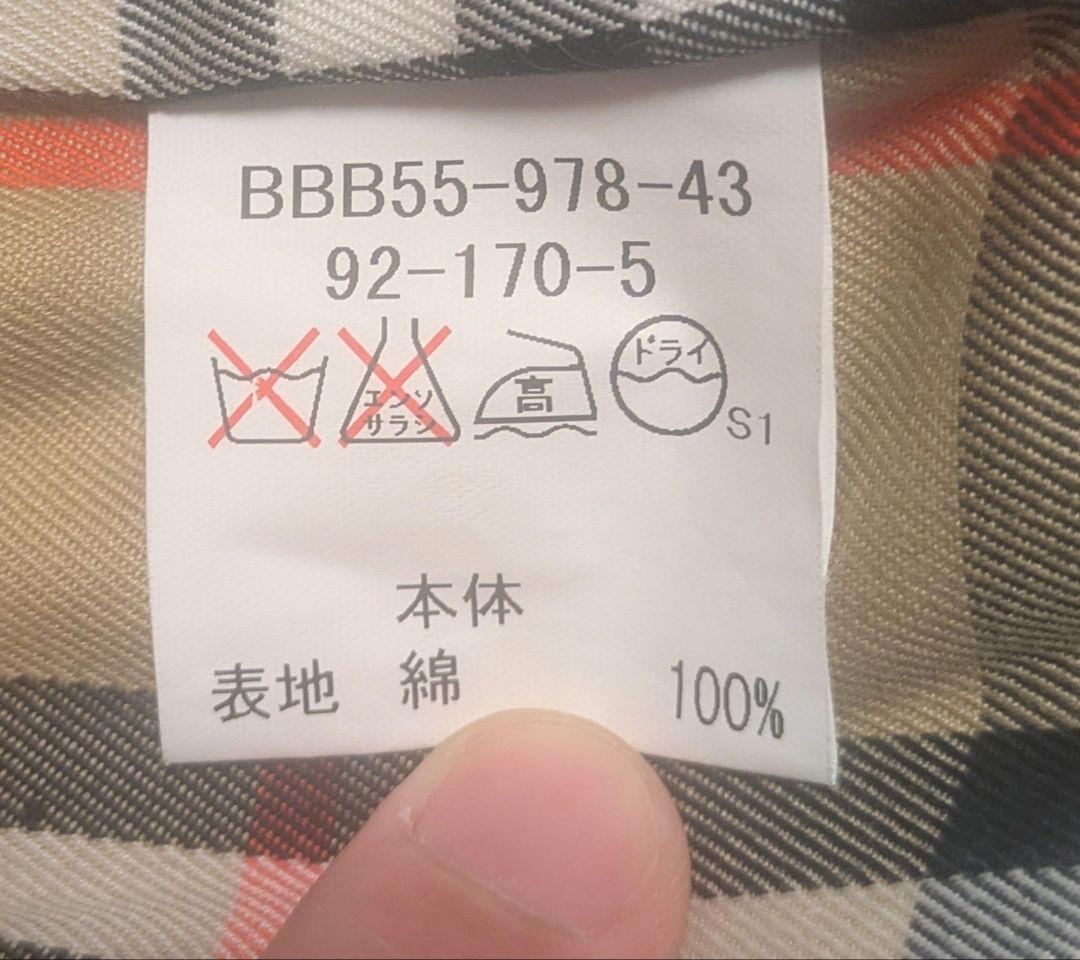 BBB55-978-43
92-170-5
エンソ
サラシ
高
ドライ
S1
本体
表地 綿 100%